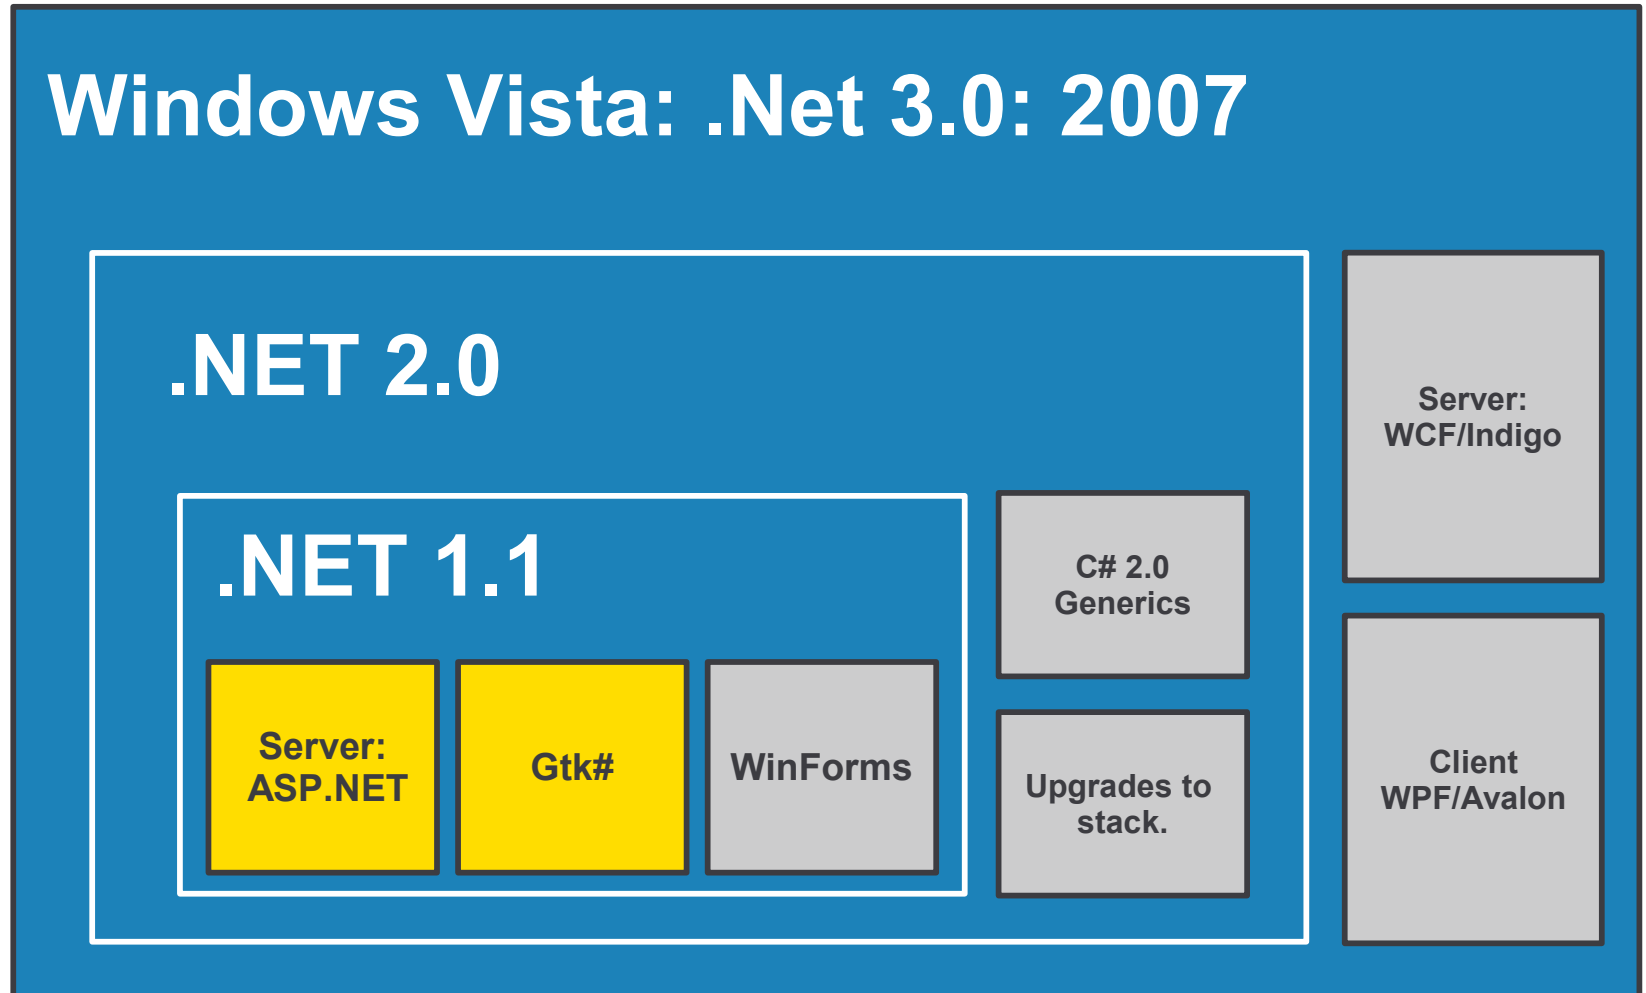 Windows Vista: .Net 3.0: 2007
.NET 2.0
.NET 1.1
Server:
ASP.NET
Gtk#
WinForms
C# 2.0
Generics
Upgrades to
stack.
Server:
WCF/Indigo
Client
WPF/Avalon